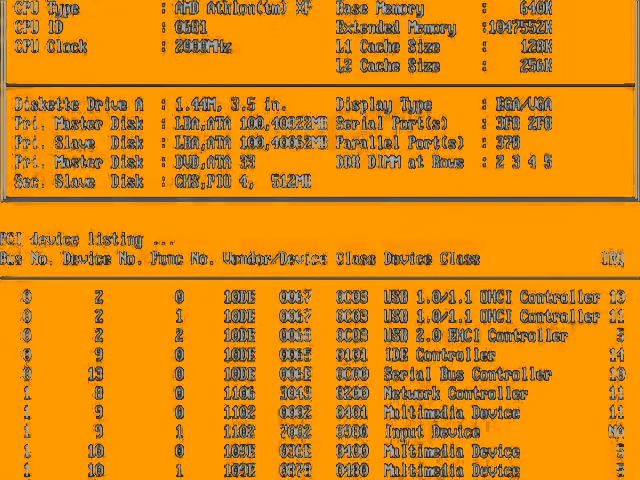 CPU Type : AMD Athlon(tm) XP Base Memory : 640K
CPU ID : 0681 Extended Memory :1047552K
CPU Clock : 2000MHz L1 Cache Size : 128K
L2 Cache Size : 256K
Diskette Drive A : 1.44M, 3.5 in. Display Type : EGA/VGA
Pri. Master Disk : LBA,ATA 100, Serial Port(s) : 3F8 2F8
Pri. Slave Disk : LBA,ATA 100, Parallel Port(s) : 378
Pri. Master Disk : DVD,ATA 33 DDR DIMM at Rows : 2 3 4 5
Sec. Slave Disk : CHS,PIO 4, 512MB
PCI device listing ...
Bus No. Device No. Func No. Vendor/Device Class Device Class IRQ
0 2 0 10DE 0067 0C03 USB 1.0/1.1 OHCI Controller
0 2 1 10DE 0067 0C03 USB 1.0/1.1 OHCI Controller 11
0 2 2 10DE 0068 0C03 USB 2.0 EHCI Controller
0 9 0 10DE 0065 0101 IDE Controller 14
0 13 0 10DE 006E 0C00 Serial Bus Controller
1 8 0 1106 0200 Network Controller 11
1 9 0 1102 0401 Multimedia Device 11
1 9 1 1102 7002 0980 Input Device NA
1 10 0 109E 036E 0400 Multimedia Device
1 10 1 109E 0878 0480 Multimedia Device